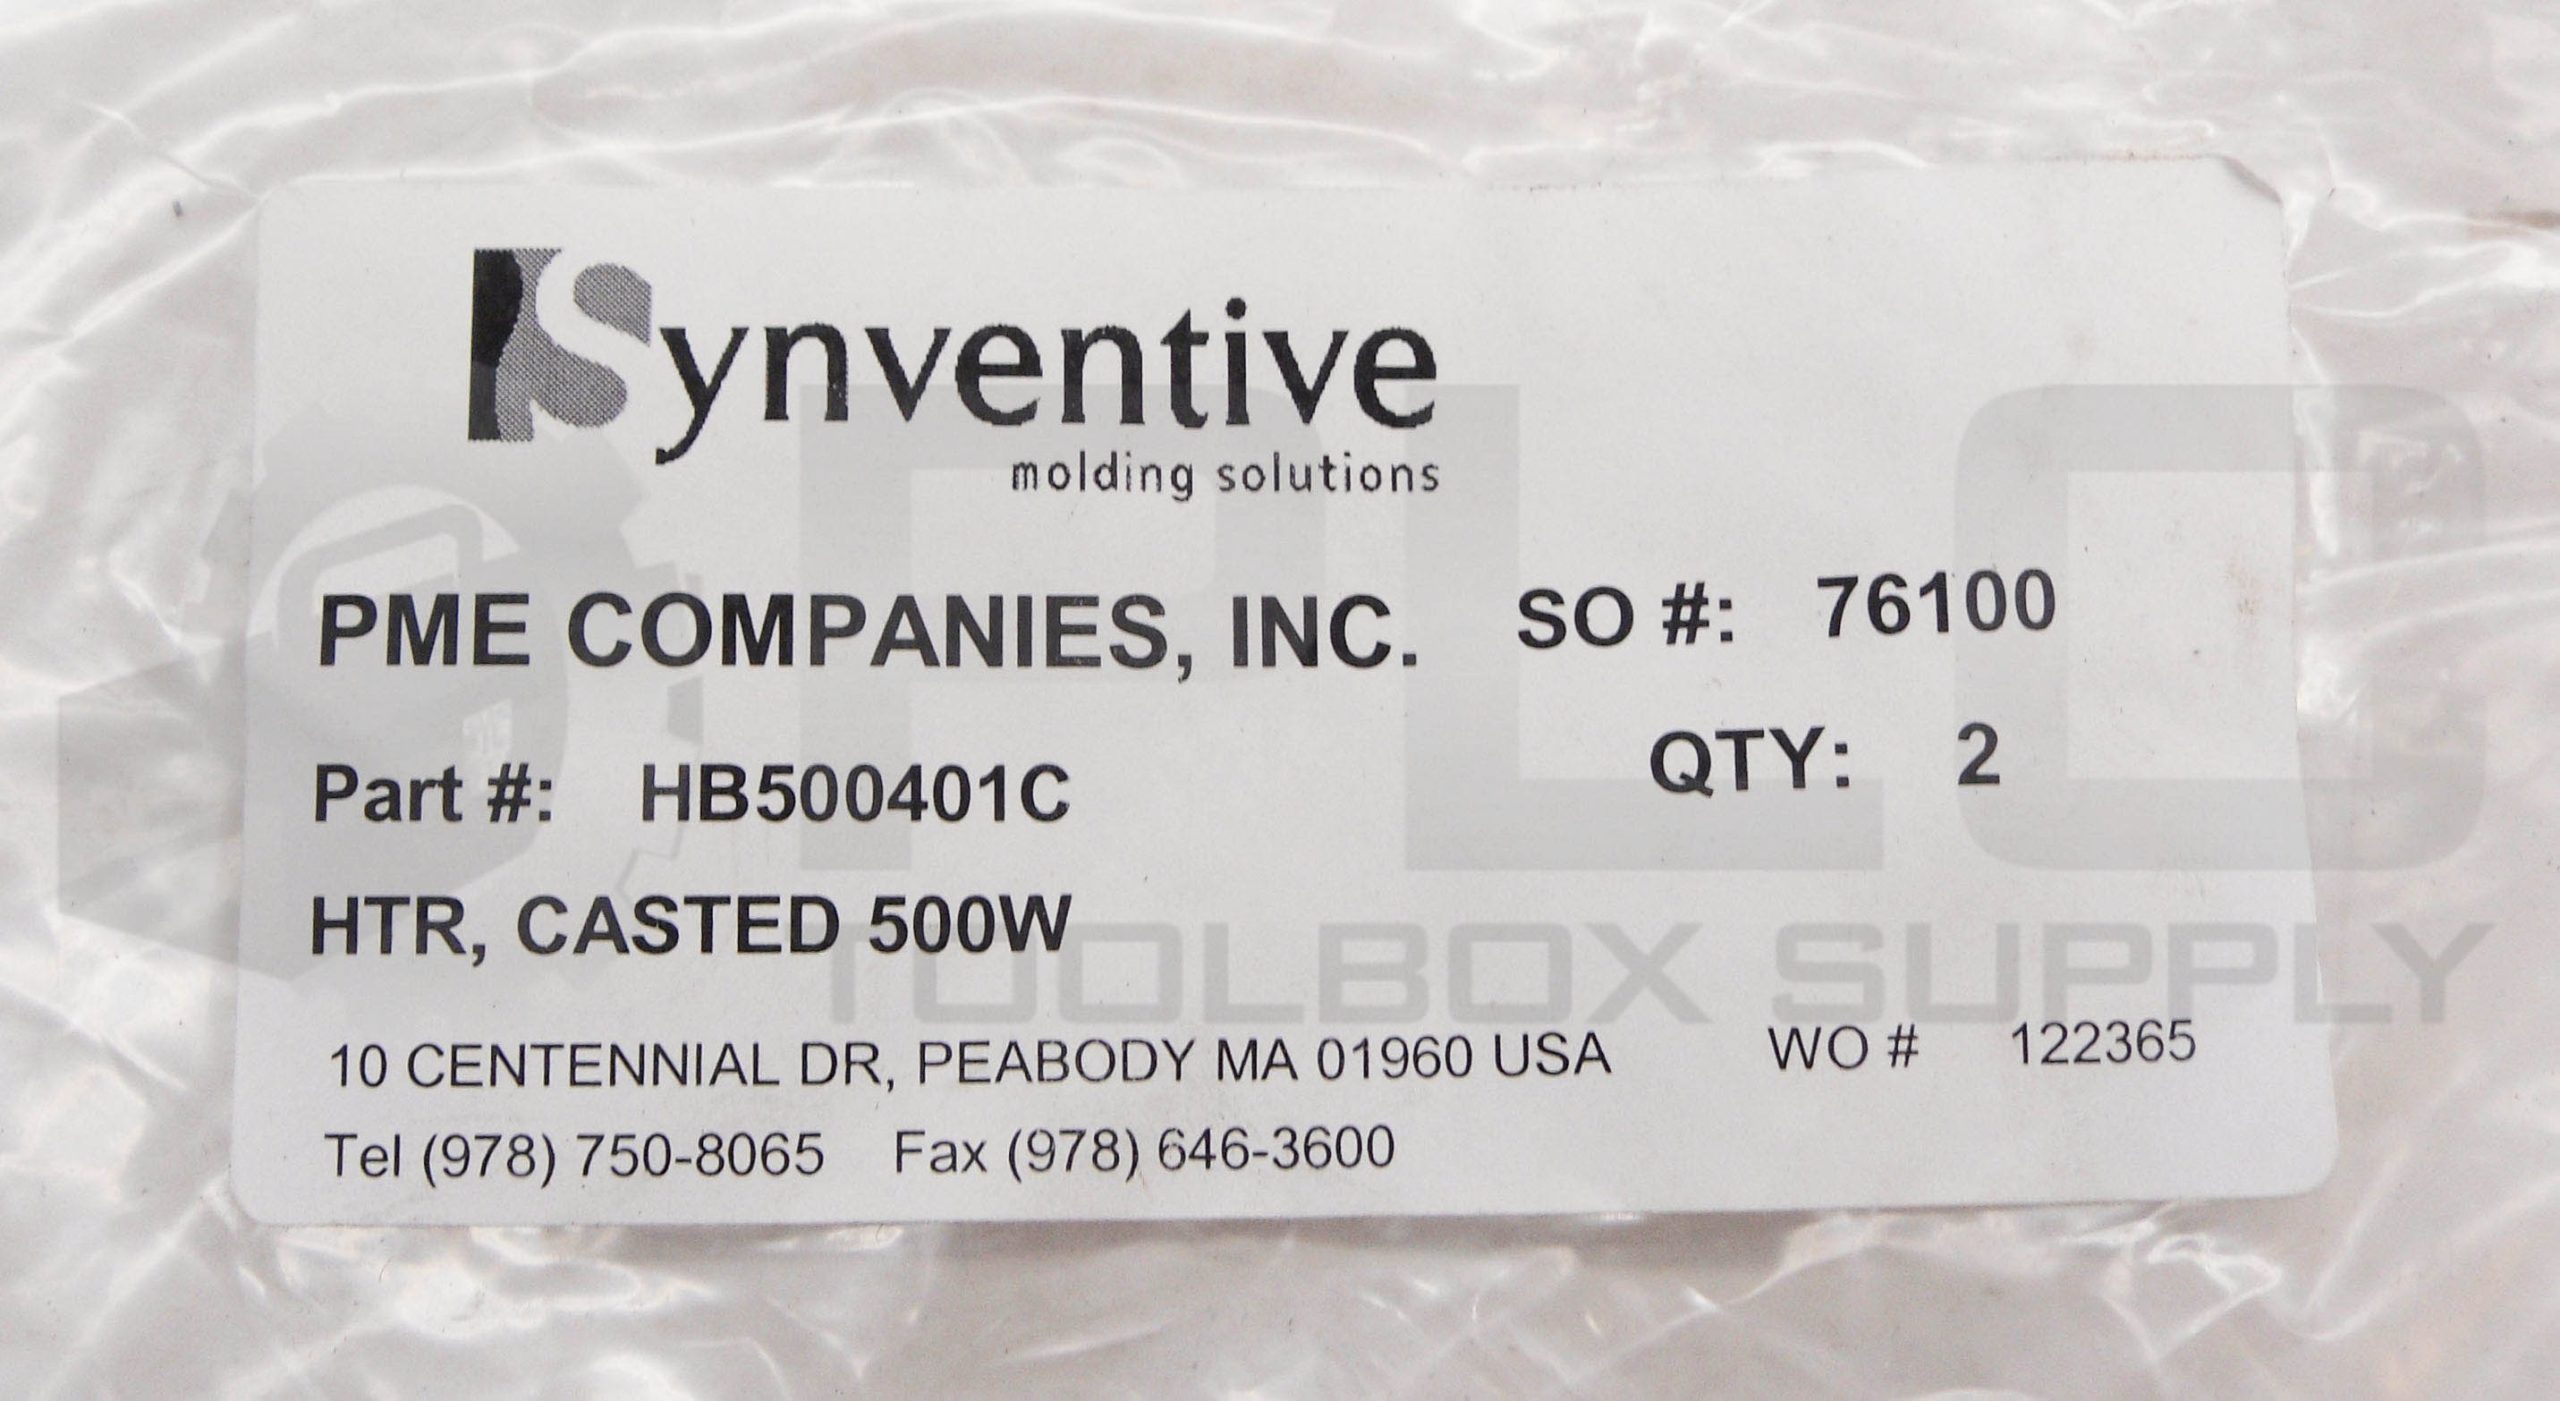 Synventive
molding solutions
PME COMPANIES, INC. SO #: 76100
Part #: HB500401C QTY: 2
HTR, CASTED 500W
10 CENTENNIAL DR, PEABODY MA 01960 USA WO # 122365
Tel (978) 750-8065 Fax (978) 646-3600
PLC
TOOLBOX SUPPLY